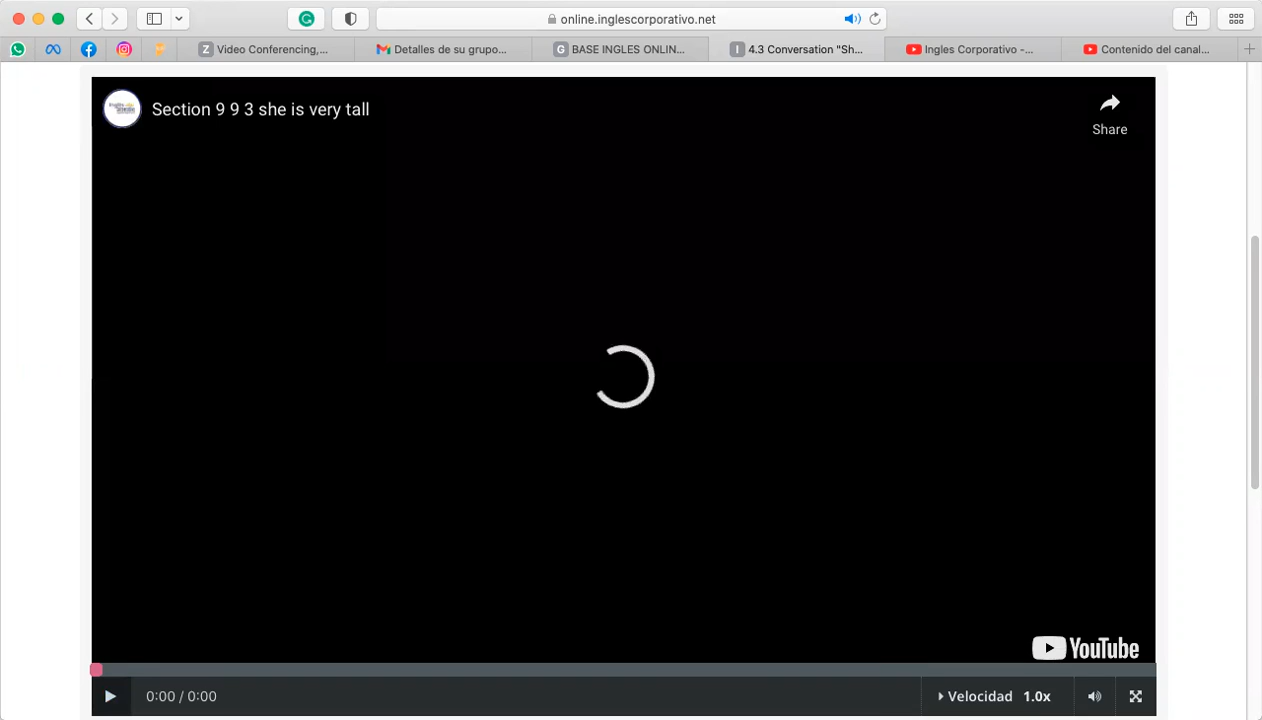 online.inglescorporativo.net
Z Video Conferencing,...
Detalles de su grupo...
G BASE INGLES ONLIN...
I 4.3 Conversation "Sh...
Ingles Corporativo -...
Contenido del canal...
Section 9 9 3 she is very tall
Share
YouTube
0:00 / 0:00
Velocidad 1.0x